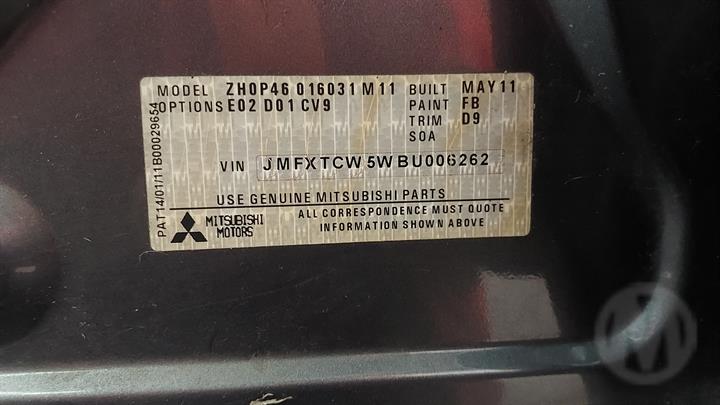 MODEL ZH0P46 016031 M11 BUILT MAY11
OPTIONS E02 D01 CV9 PAINT FB
TRIM D9
SOA
VIN JMFXTCW5WBU006262
USE GENUINE MITSUBISHI PARTS
MITSUBISHI MOTORS
ALL CORRESPONDENCE MUST QUOTE
INFORMATION SHOWN ABOVE
PAT14/01/11B00029654